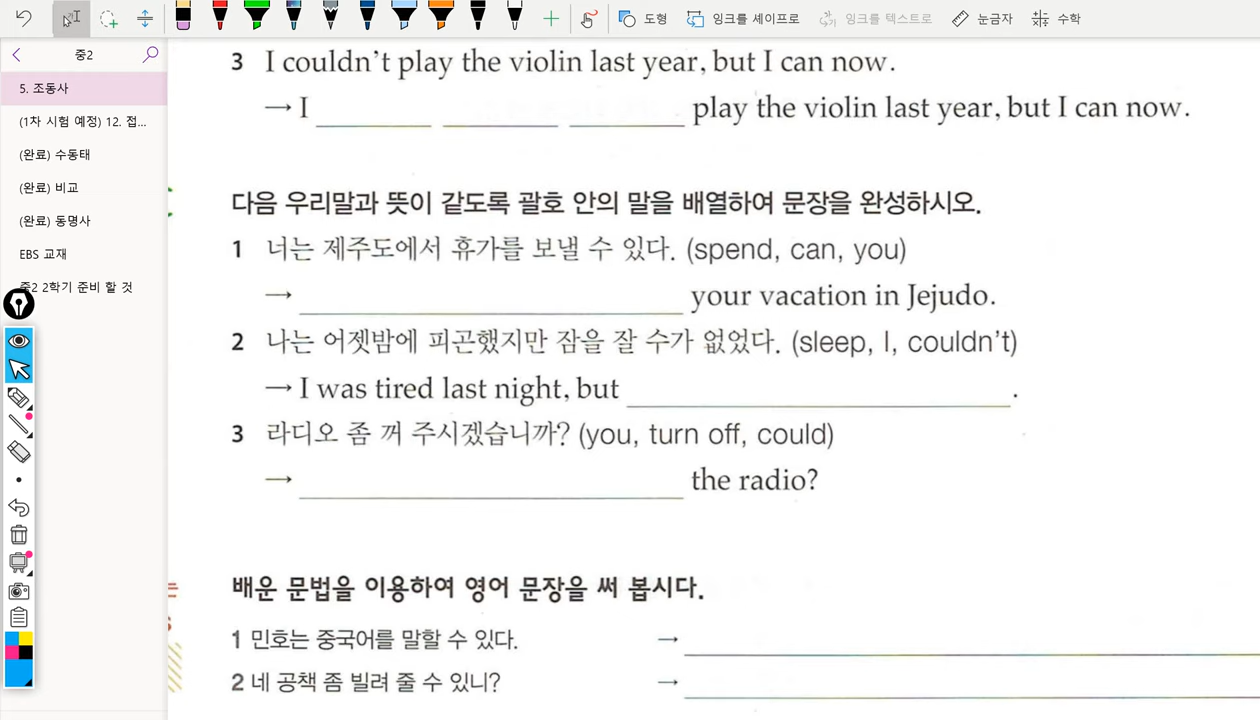 도형
잉크를 셰이프로
잉크를 텍스트로
눈금자
수학
중2
5. 조동사
(1차 시험 예정) 12. 접...
(완료) 수동태
(완료) 비교
(완료) 동명사
EBS 교재
중2 2학기 준비 할 것
3 I couldn't play the violin last year, but I can now.
→ I ________ ________ ________ play the violin last year, but I can now.
다음 우리말과 뜻이 같도록 괄호 안의 말을 배열하여 문장을 완성하시오.
1 너는 제주도에서 휴가를 보낼 수 있다. (spend, can, you)
→ ________ your vacation in Jejudo.
2 나는 어젯밤에 피곤했지만 잠을 잘 수가 없었다. (sleep, I, couldn't)
→ I was tired last night, but ________.
3 라디오 좀 꺼 주시겠습니까? (you, turn off, could)
→ ________ the radio?
배운 문법을 이용하여 영어 문장을 써 봅시다.
1 민호는 중국어를 말할 수 있다. → ________
2 네 공책 좀 빌려 줄 수 있니? → ________